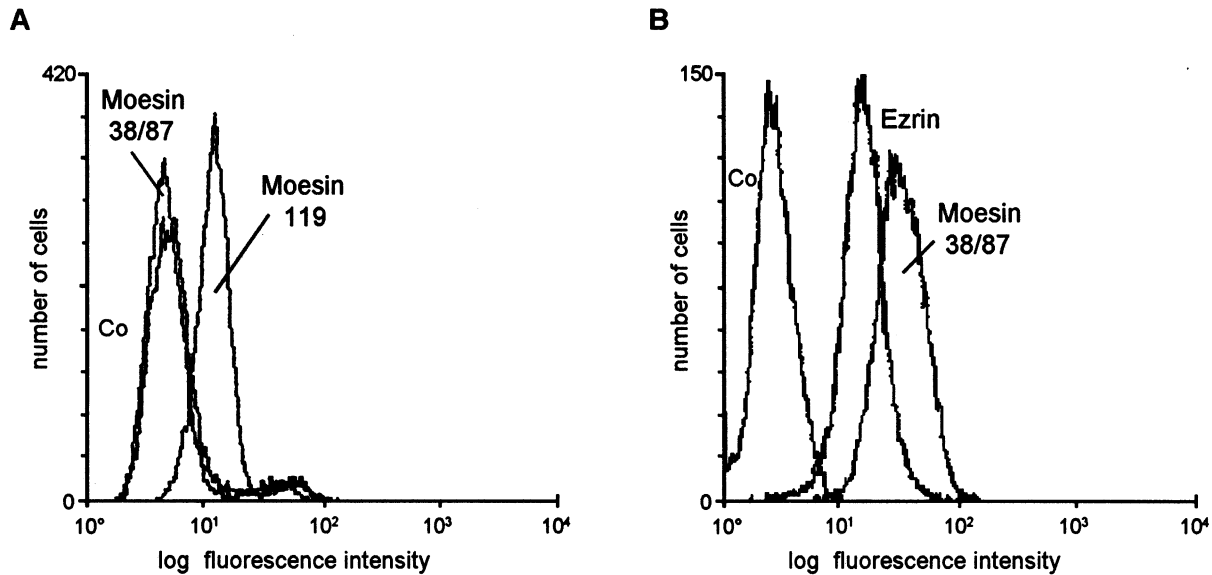 A
420
Moesin
38/87
Moesin
119
Co
number of cells
0
10° 10¹ 10² 10³ 10⁴
log fluorescence intensity
B
150
Ezrin
Co
Moesin
38/87
number of cells
0
10° 10¹ 10² 10³ 10⁴
log fluorescence intensity